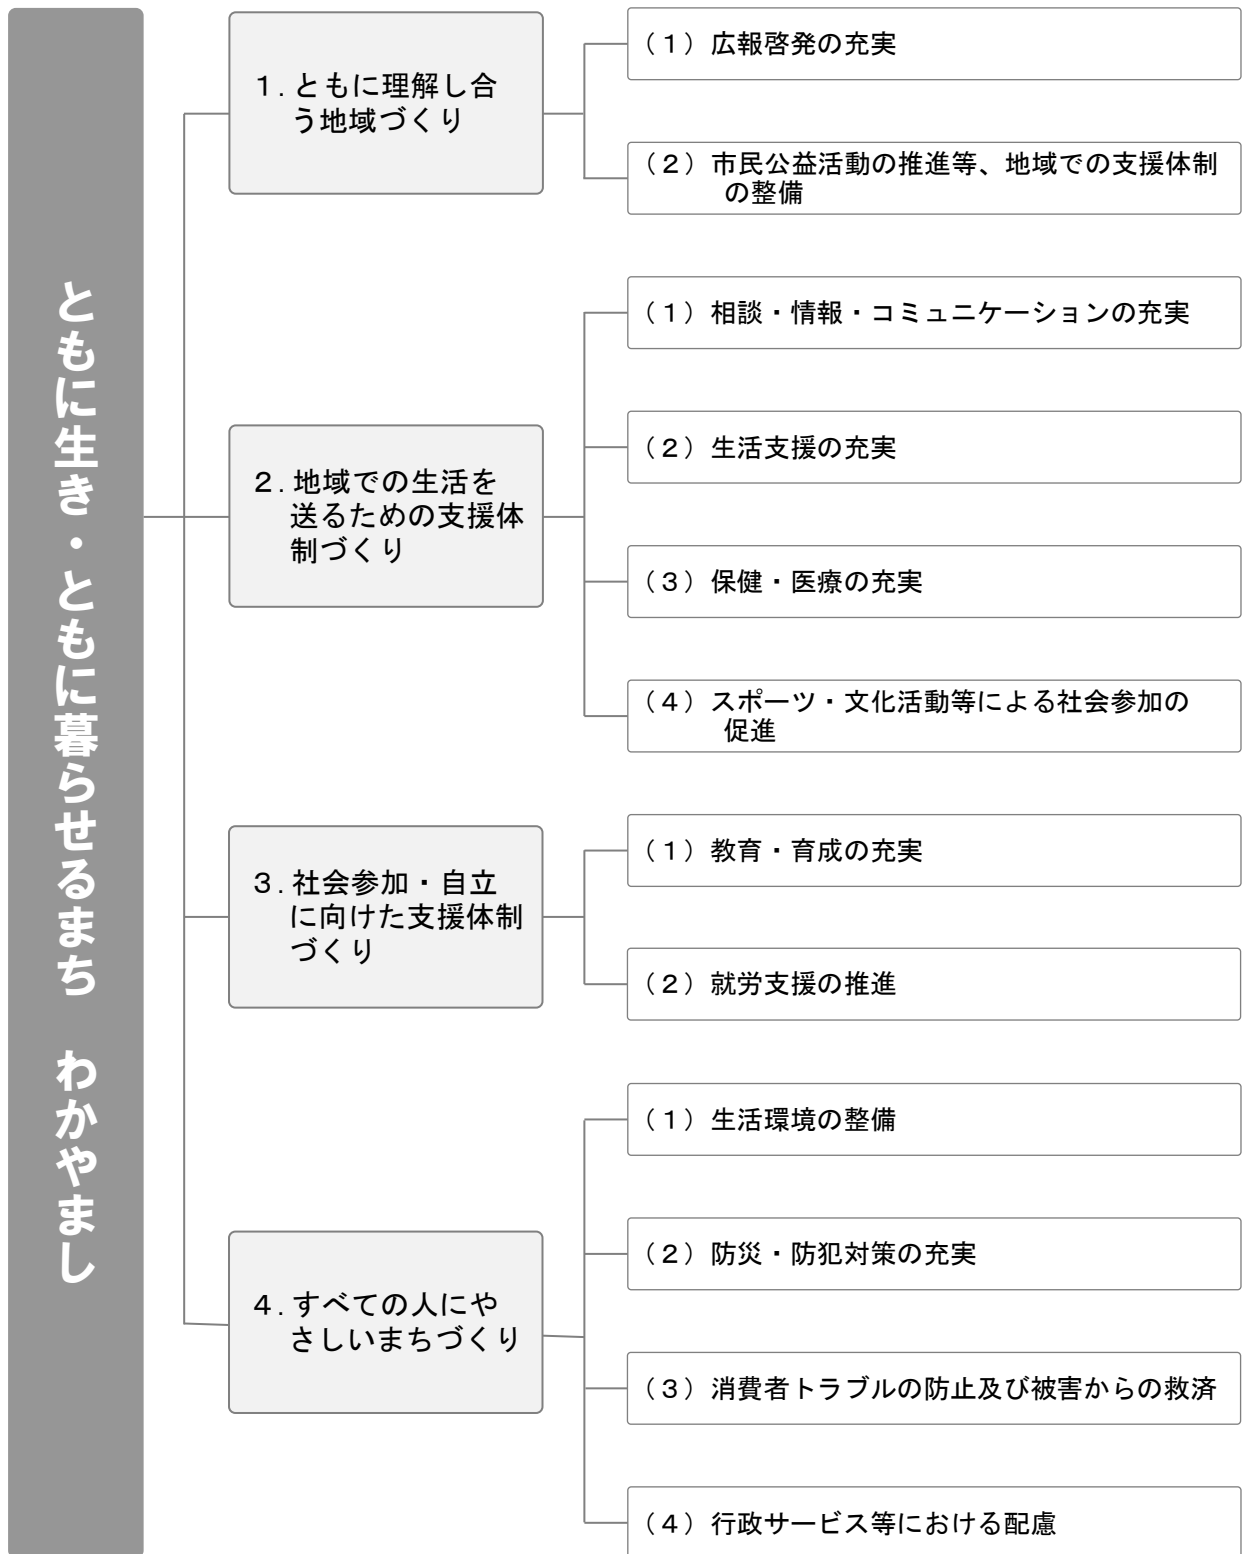 ともに生き・ともに暮らせるまち　わかやまし
１．ともに理解し合
う地域づくり
（１）広報啓発の充実
（２）市民公益活動の推進等、地域での支援体制
の整備
２．地域での生活を
送るための支援体
制づくり
（１）相談・情報・コミュニケーションの充実
（２）生活支援の充実
（３）保健・医療の充実
（４）スポーツ・文化活動等による社会参加の
促進
３．社会参加・自立
に向けた支援体制
づくり
（１）教育・育成の充実
（２）就労支援の推進
４．すべての人にや
さしいまちづくり
（１）生活環境の整備
（２）防災・防犯対策の充実
（３）消費者トラブルの防止及び被害からの救済
（４）行政サービス等における配慮